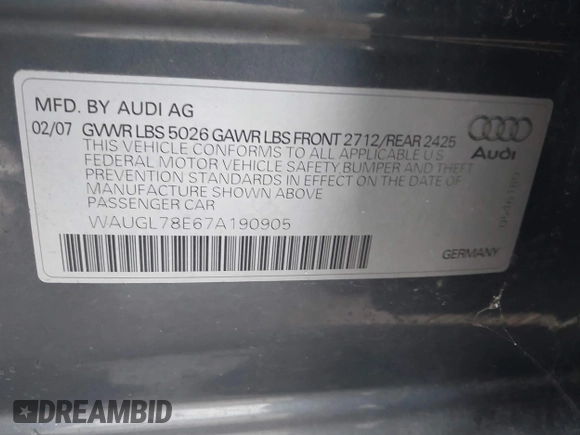 MFD. BY AUDI AG
02/07 GVWR LBS 5026 GAWR LBS FRONT 2712/REAR 2425
THIS VEHICLE CONFORMS TO ALL APPLICABLE U S
FEDERAL MOTOR VEHICLE SAFETY, BUMPER AND THEFT
PREVENTION STANDARDS IN EFFECT ON THE DATE OF
MANUFACTURE SHOWN ABOVE
PASSENGER CAR
WAUGL78E67A190905
Audi
GERMANY
DREAMBID